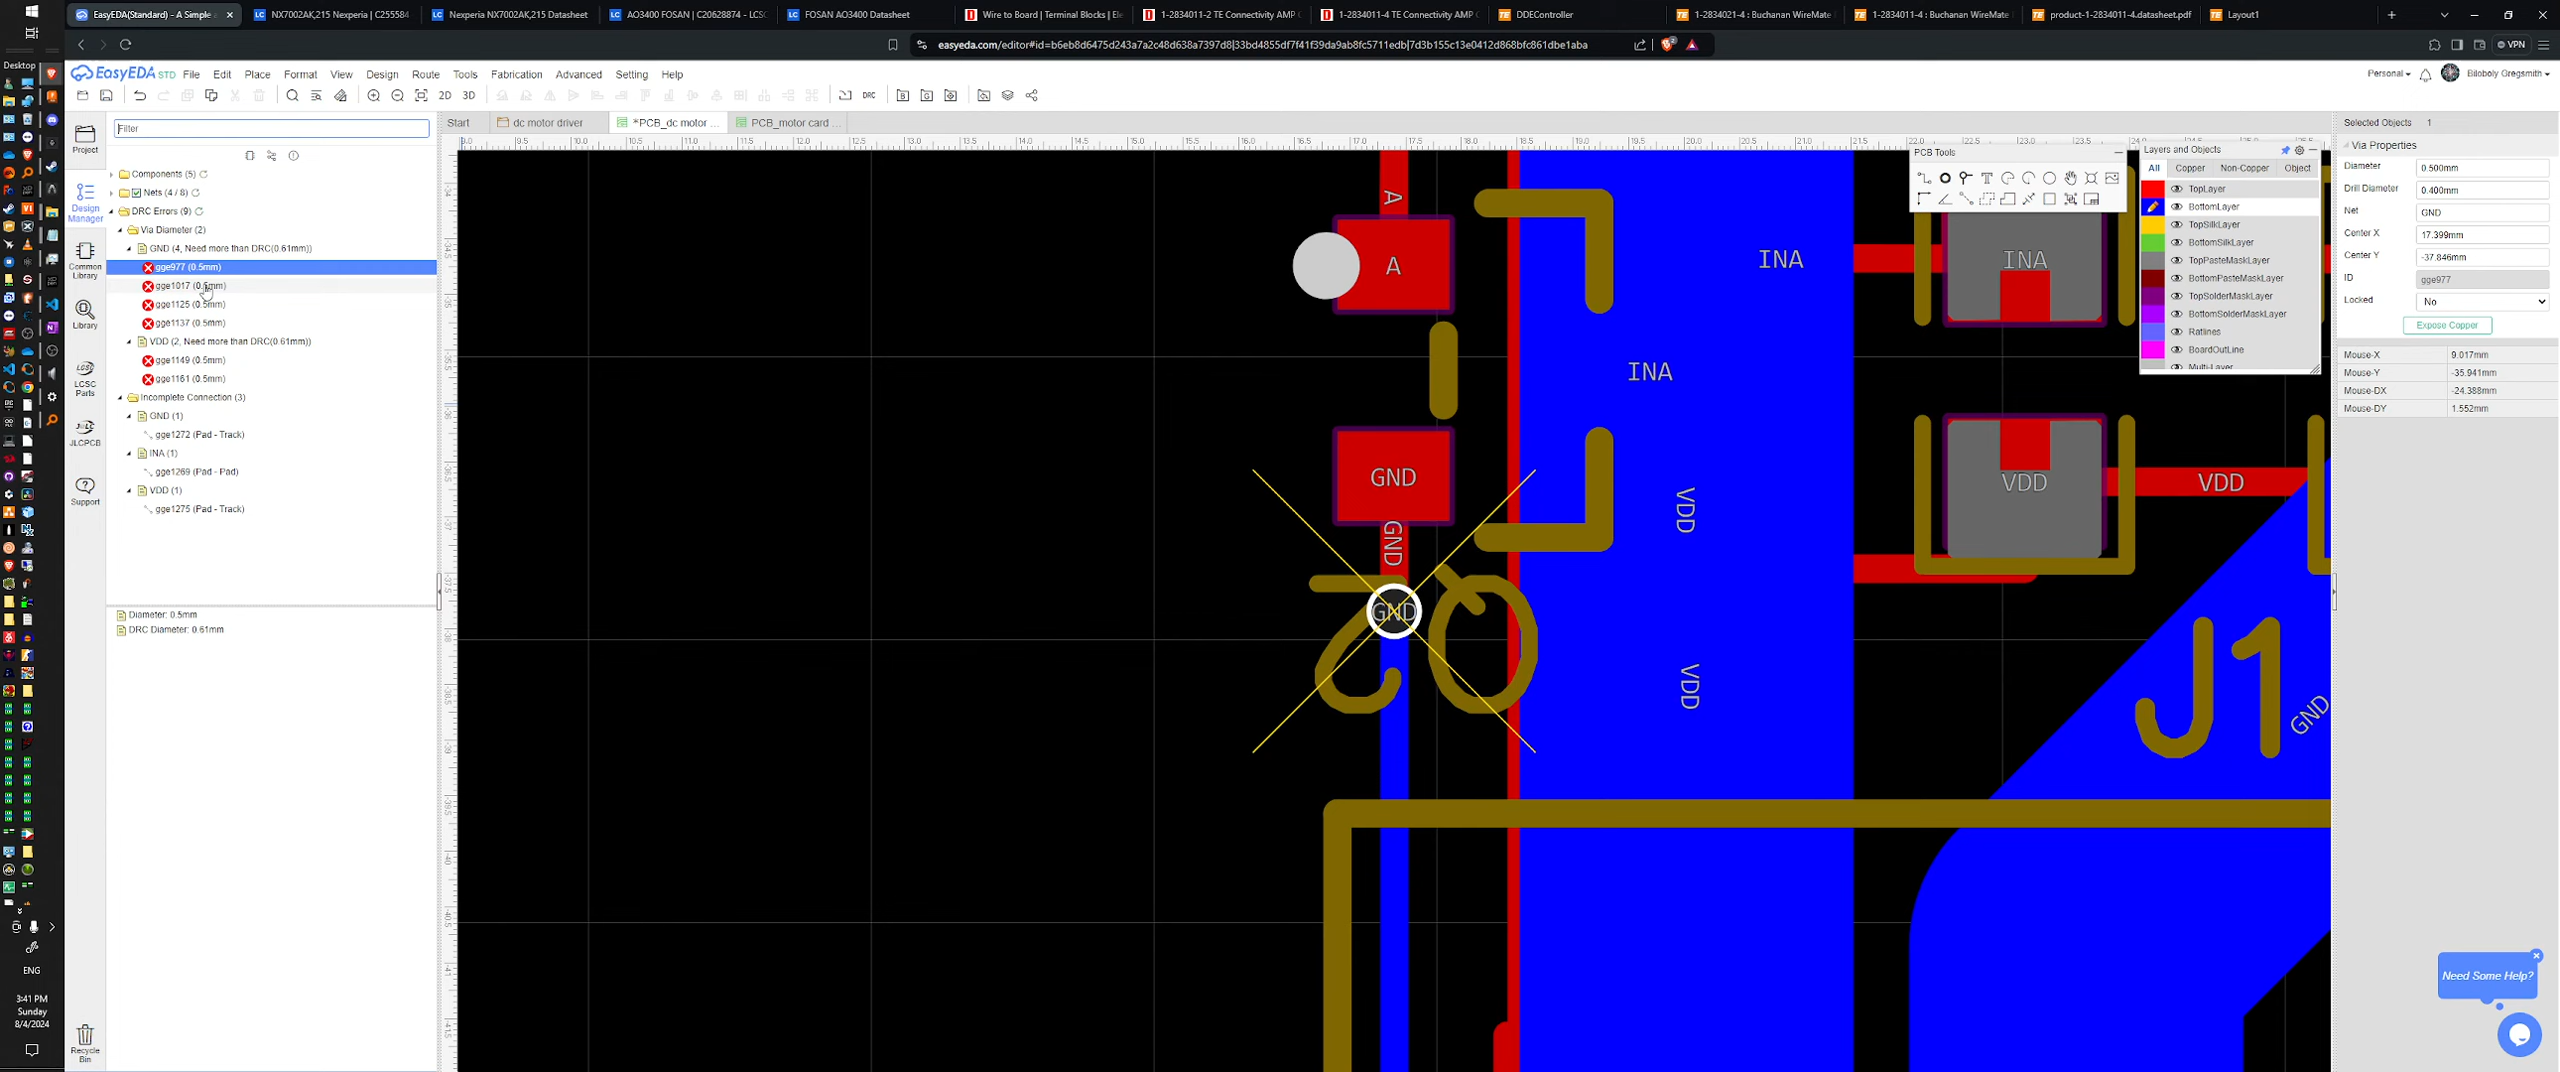 EasyEDA(Standard) - A Simple a
NX7002AK,215 Nexperia | C255584
Nexperia NX7002AK,215 Datasheet
AO3400 FOSAN | C20628874 - LCSC
FOSAN AO3400 Datasheet
Wire to Board | Terminal Blocks | Ele
1-2834011-2 TE Connectivity AMP C
1-2834011-4 TE Connectivity AMP C
DDEController
1-2834021-4 : Buchanan WireMate
1-2834011-4 : Buchanan WireMate
product-1-2834011-4.datasheet.pdf
Layout1
easyeda.com/editor#id=b6eb8d6475d243a7a2c48d638a7397d8|33bd4855df7f41f39da9ab8fc5711edb|7d3b155c13e0412d868bfc861dbe1aba
VPN
Desktop
EasyEDA STD File Edit Place Format View Design Route Tools Fabrication Advanced Setting Help
Personal
Biloboly Gregsmith
2D 3D
DRC
Start
dc motor driver
*PCB_dc motor ...
PCB_motor card ...
Project
Design Manager
Common Library
Library
LCSC Parts
JLCPCB
Support
Recycle Bin
Filter
Components (5)
Nets (4 / 8)
DRC Errors (9)
Via Diameter (2)
GND (4, Need more than DRC(0.61mm))
gge977 (0.5mm)
gge1017 (0.5mm)
gge1125 (0.5mm)
gge1137 (0.5mm)
VDD (2, Need more than DRC(0.61mm))
gge1149 (0.5mm)
gge1161 (0.5mm)
Incomplete Connection (3)
GND (1)
gge1272 (Pad - Track)
INA (1)
gge1269 (Pad - Pad)
VDD (1)
gge1275 (Pad - Track)
Diameter: 0.5mm
DRC Diameter: 0.61mm
A
A
GND
GND
GND
INA
INA
VDD
VDD
INA
VDD
VDD
J1
GND
PCB Tools
Layers and Objects
All Copper Non-Copper Object
TopLayer
BottomLayer
TopSilkLayer
BottomSilkLayer
TopPasteMaskLayer
BottomPasteMaskLayer
TopSolderMaskLayer
BottomSolderMaskLayer
Ratlines
BoardOutLine
Multi-Layer
Selected Objects 1
Via Properties
Diameter 0.500mm
Drill Diameter 0.400mm
Net GND
Center X 17.399mm
Center Y -37.846mm
ID gge977
Locked No
Expose Copper
Mouse-X 9.017mm
Mouse-Y -35.941mm
Mouse-DX -24.388mm
Mouse-DY 1.552mm
Need Some Help?
ENG
3:41 PM
Sunday
8/4/2024